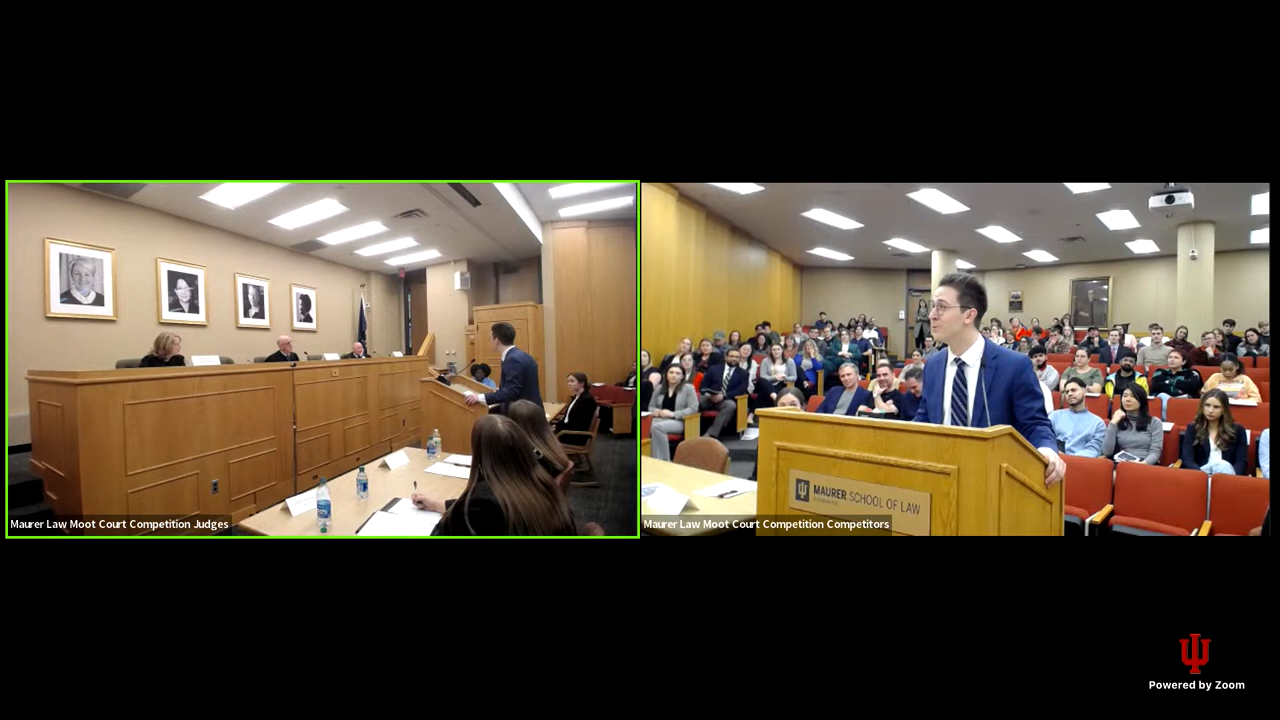 Maurer Law Moot Court Competition Judges
MAURER SCHOOL OF LAW
Maurer Law Moot Court Competition Competitors
Powered by Zoom